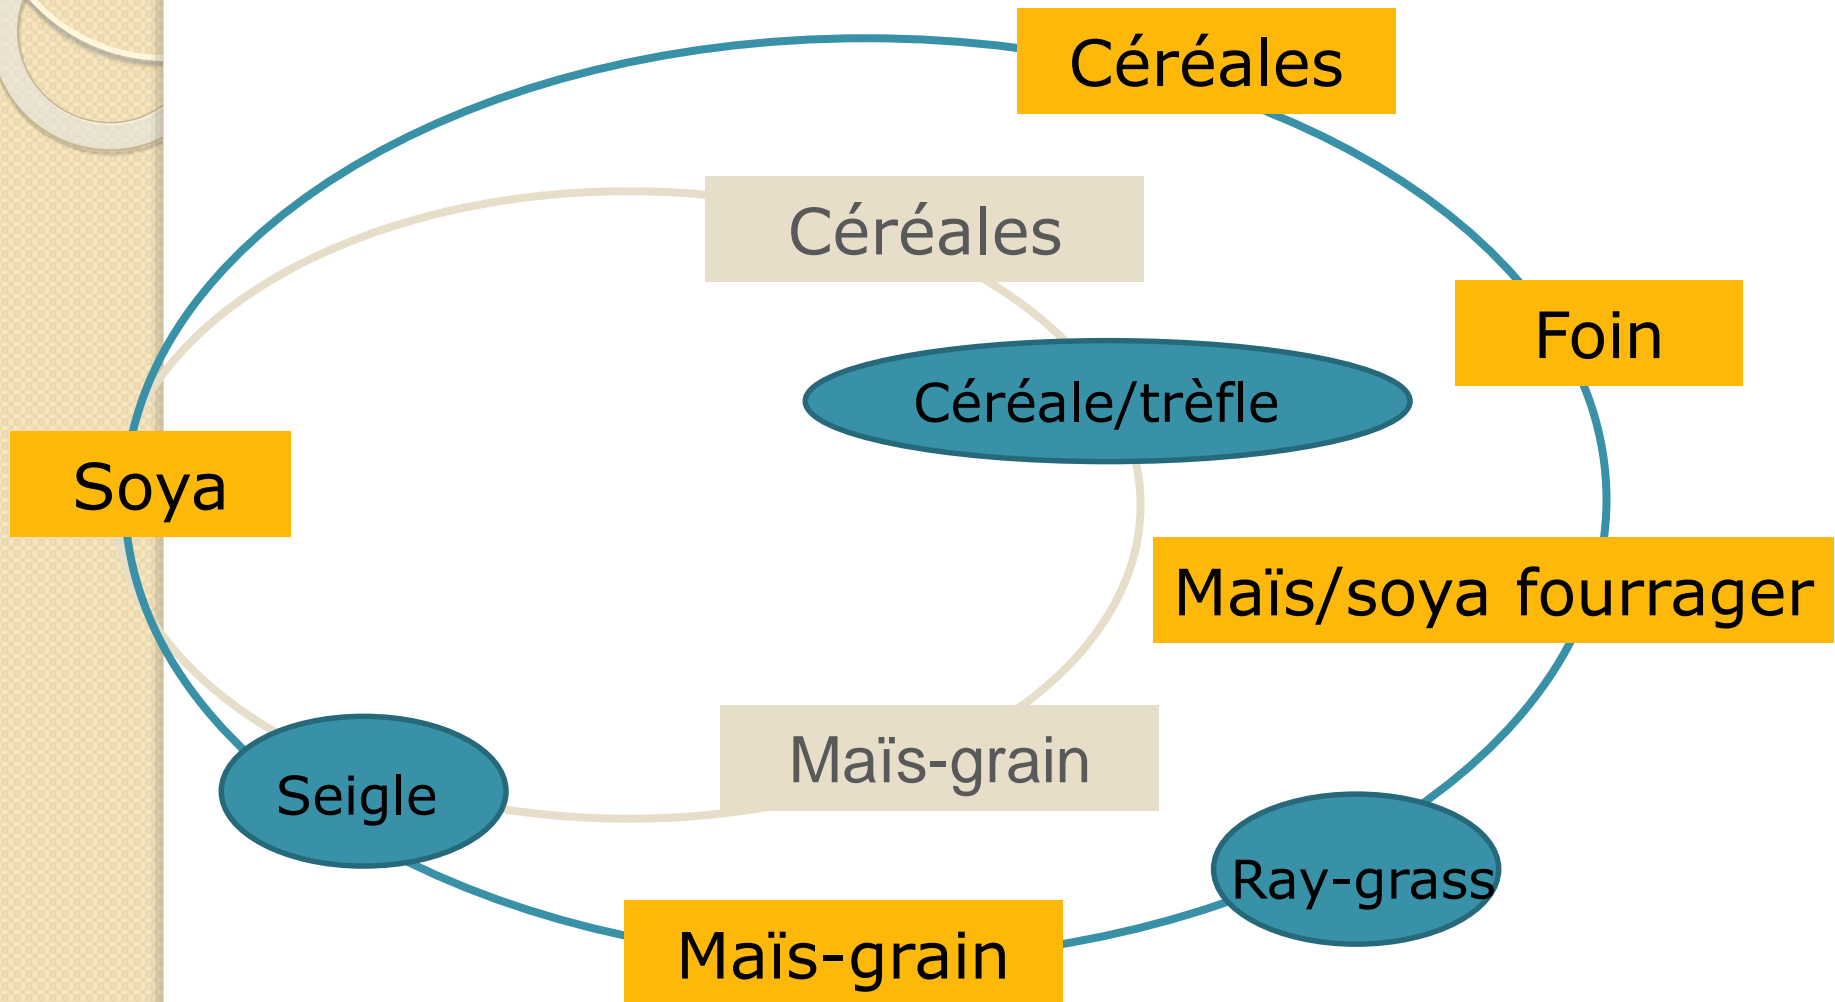 Céréales
Céréales
Foin
Céréale/trèfle
Soya
Maïs/soya fourrager
Maïs-grain
Seigle
Ray-grass
Maïs-grain